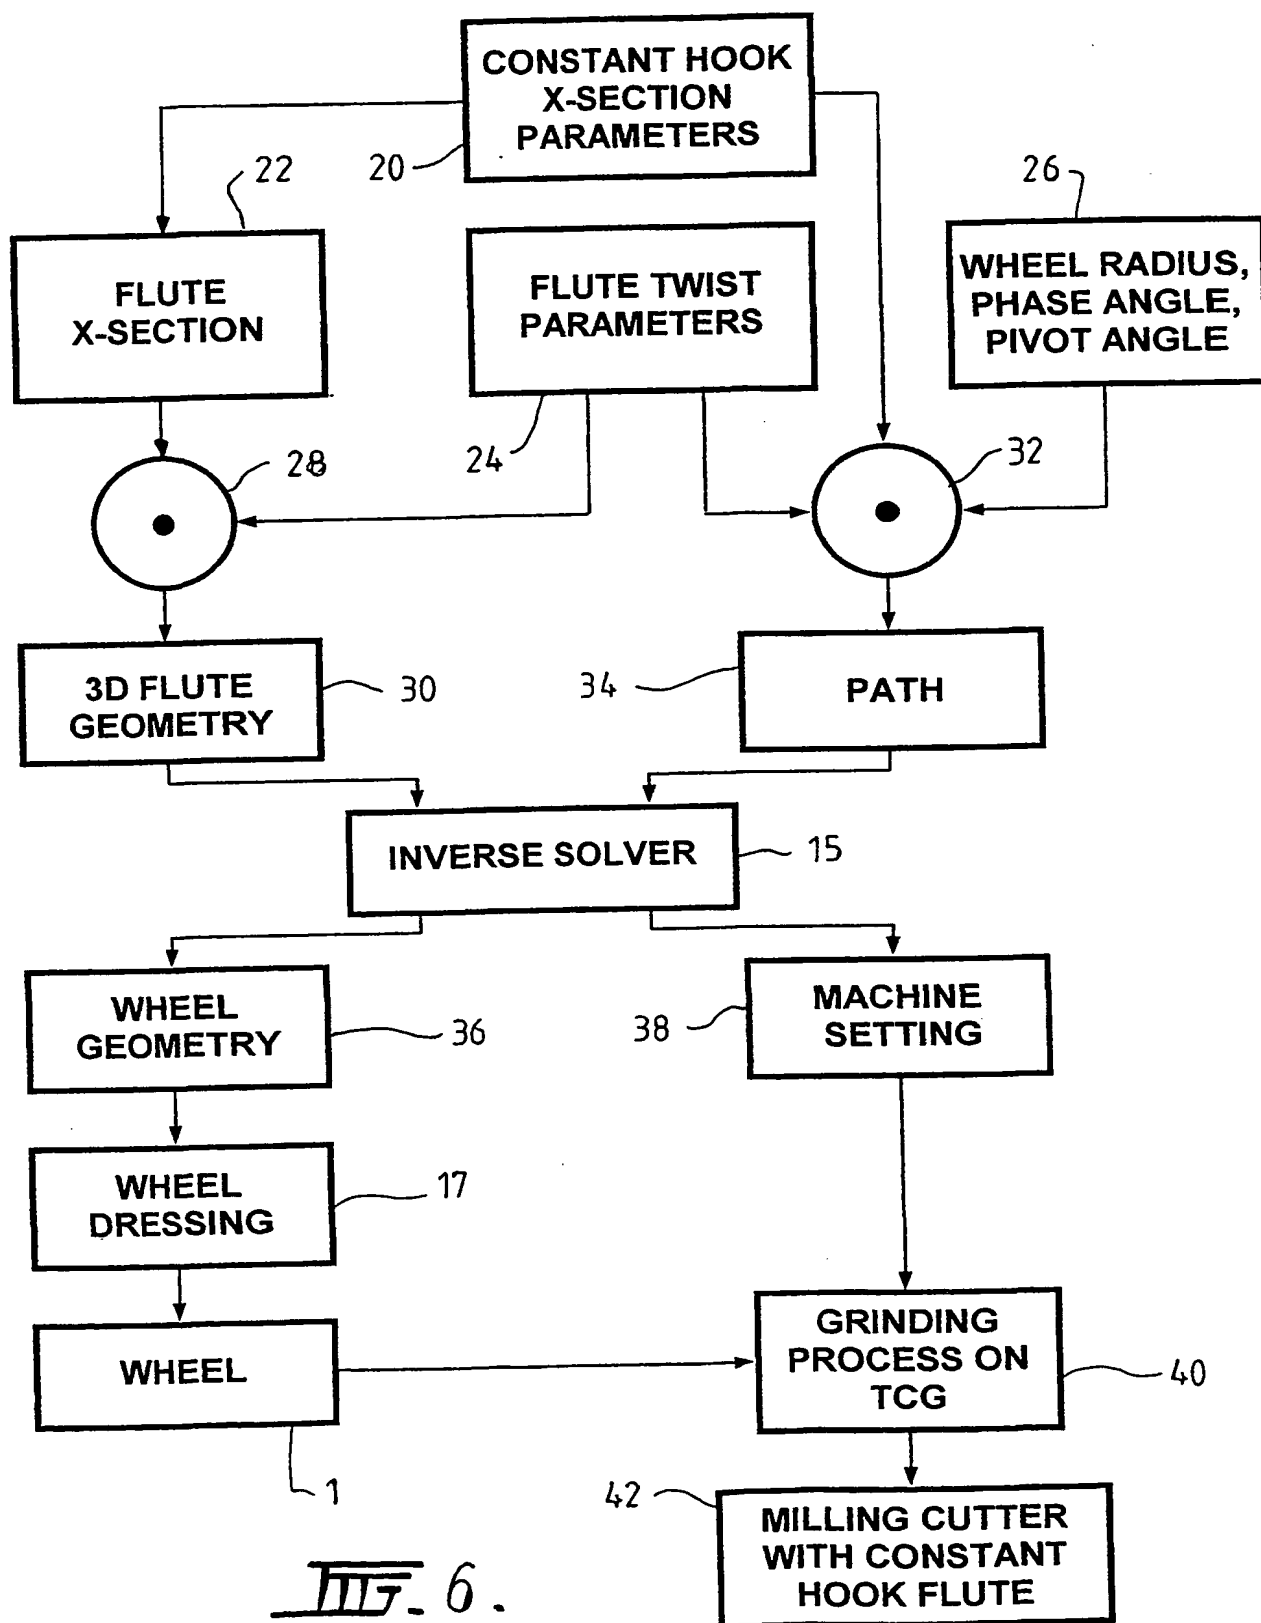 CONSTANT HOOK
X-SECTION
PARAMETERS
20
22
26
FLUTE
X-SECTION
FLUTE TWIST
PARAMETERS
WHEEL RADIUS,
PHASE ANGLE,
PIVOT ANGLE
28
24
32
3D FLUTE
GEOMETRY
30
34
PATH
INVERSE SOLVER
15
WHEEL
GEOMETRY
36
38
MACHINE
SETTING
WHEEL
DRESSING
17
WHEEL
1
GRINDING
PROCESS ON
TCG
40
42
MILLING CUTTER
WITH CONSTANT
HOOK FLUTE
FIG. 6.